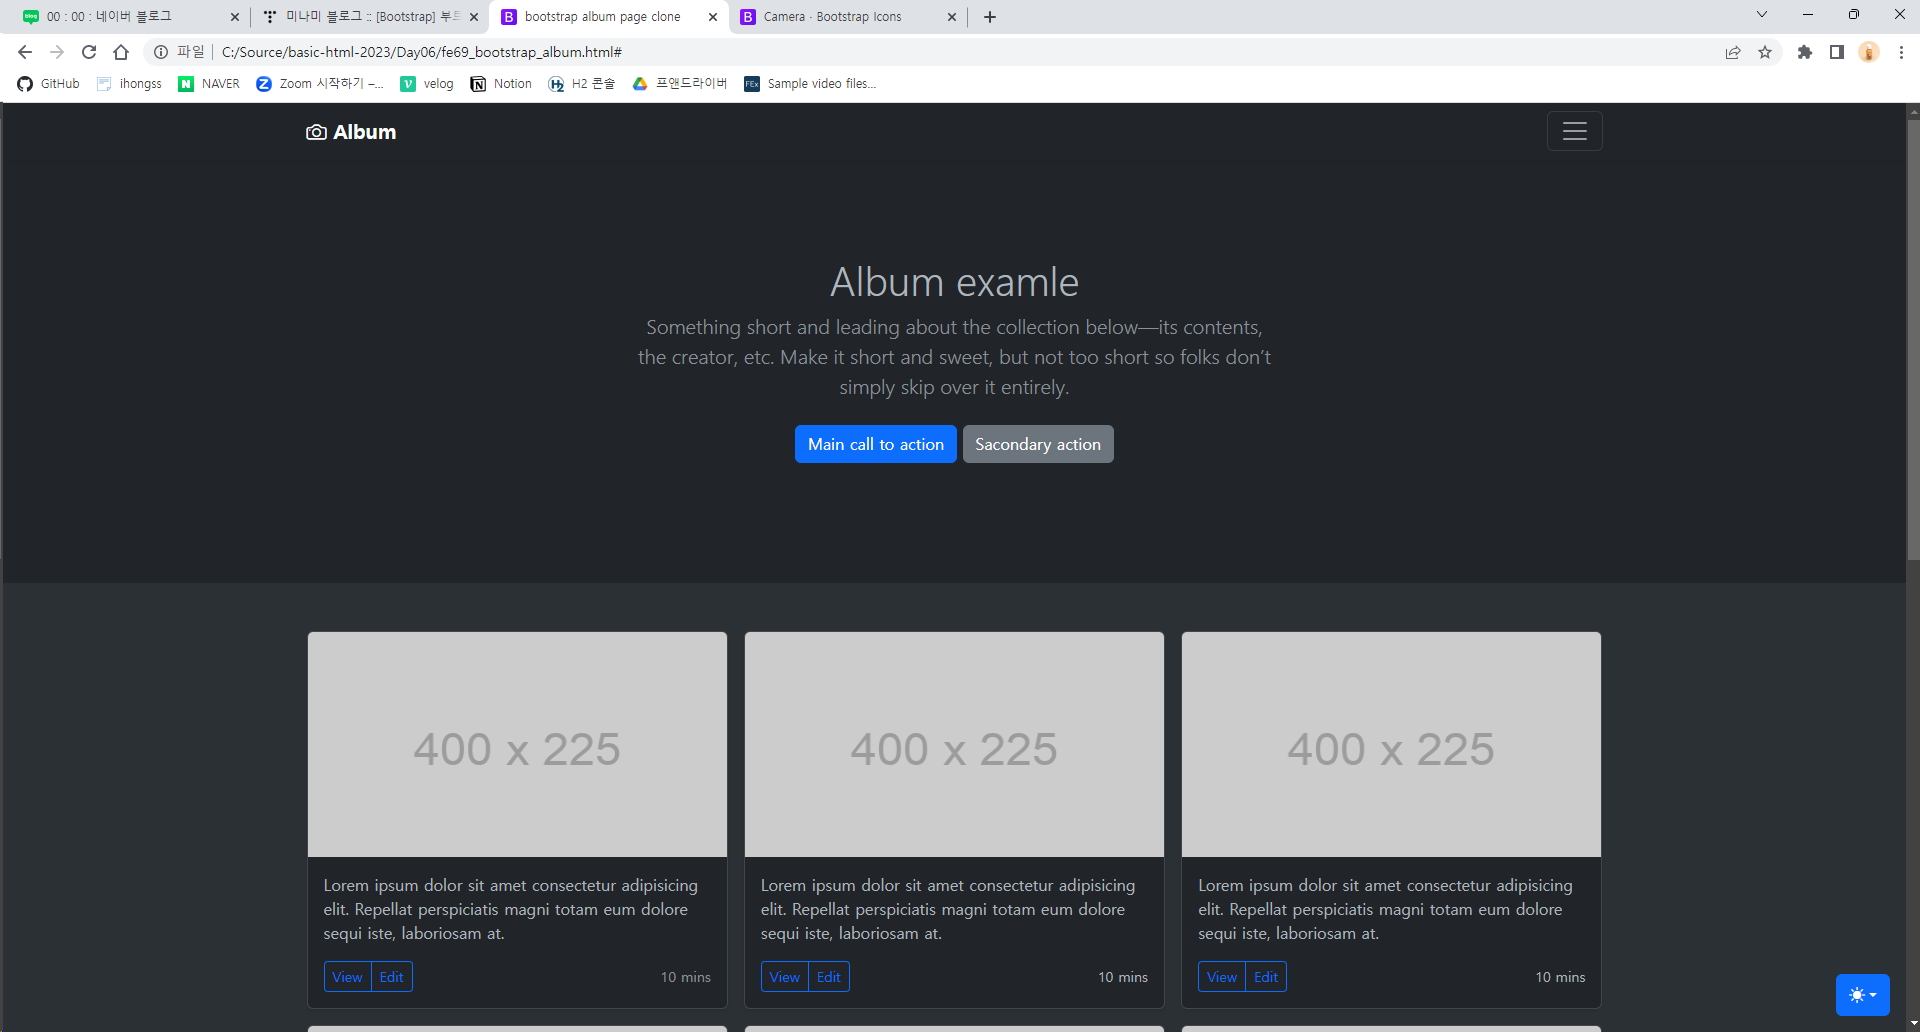 00 : 00 : 네이버 블로그
미나미 블로그 :: [Bootstrap] 부트
bootstrap album page clone
Camera · Bootstrap Icons
파일
C:/Source/basic-html-2023/Day06/fe69_bootstrap_album.html#
GitHub
ihongss
NAVER
Zoom 시작하기 –...
velog
Notion
H2 콘솔
프앤드라이버
FEx
Sample video files...
Album
Album examle
Something short and leading about the collection below—its contents,
the creator, etc. Make it short and sweet, but not too short so folks don’t
simply skip over it entirely.
Main call to action
Sacondary action
400 x 225
400 x 225
400 x 225
Lorem ipsum dolor sit amet consectetur adipisicing
elit. Repellat perspiciatis magni totam eum dolore
sequi iste, laboriosam at.
View
Edit
10 mins
Lorem ipsum dolor sit amet consectetur adipisicing
elit. Repellat perspiciatis magni totam eum dolore
sequi iste, laboriosam at.
View
Edit
10 mins
Lorem ipsum dolor sit amet consectetur adipisicing
elit. Repellat perspiciatis magni totam eum dolore
sequi iste, laboriosam at.
View
Edit
10 mins